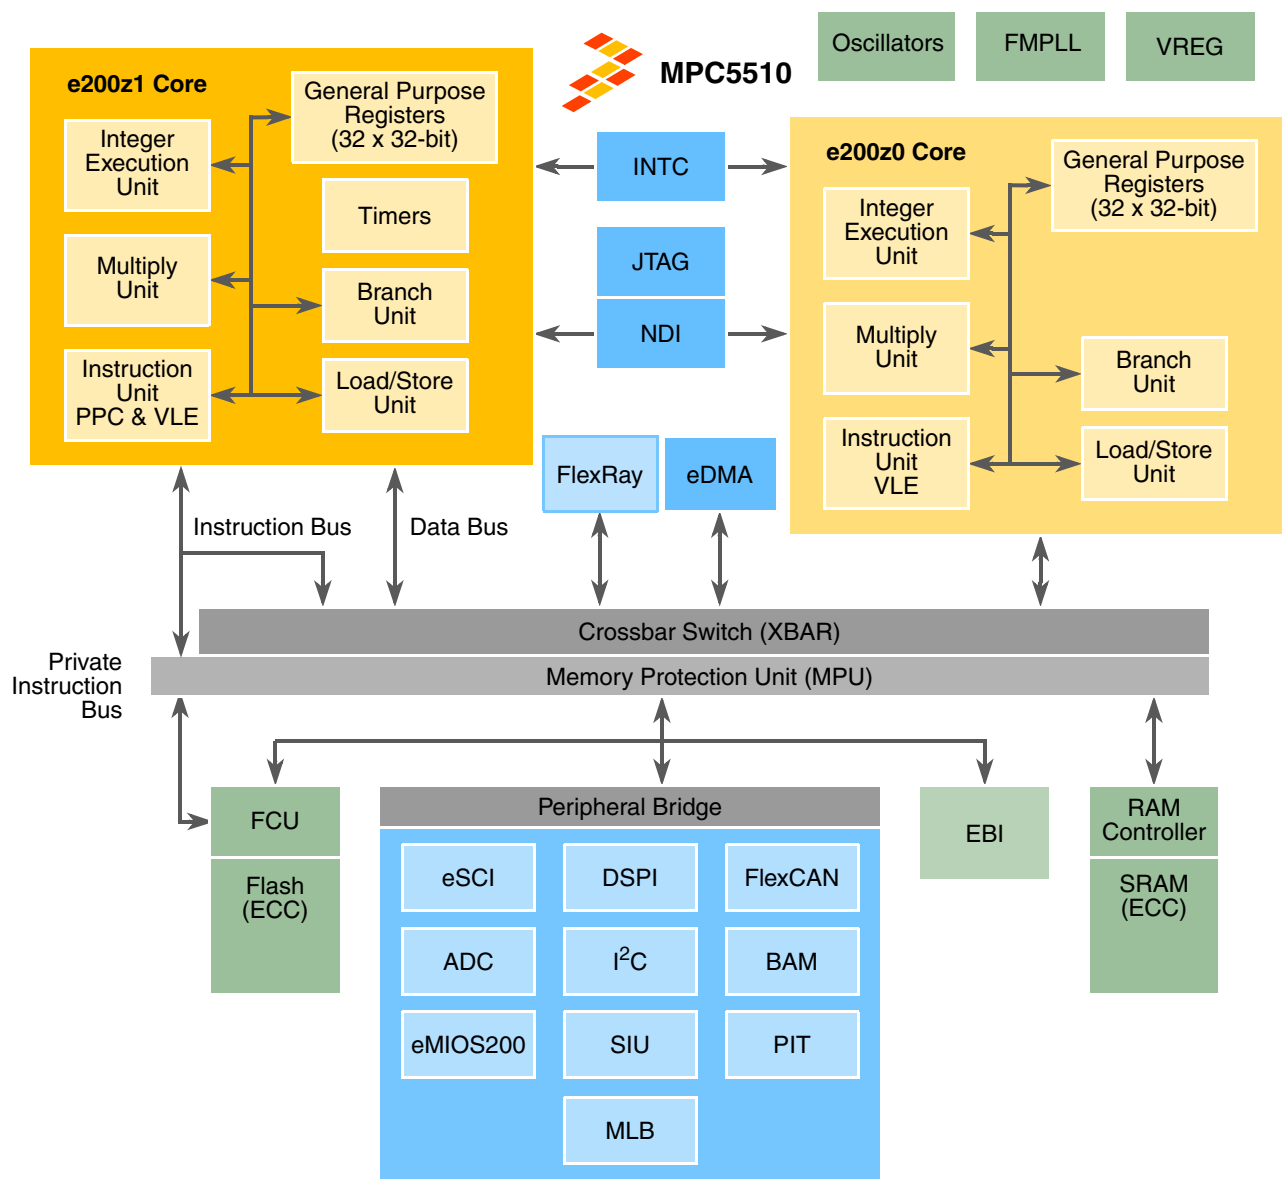 MPC5510
Oscillators
FMPLL
VREG
e200z1 Core
General Purpose
Registers
(32 x 32-bit)
Integer
Execution
Unit
Timers
Multiply
Unit
Branch
Unit
Instruction
Unit
PPC & VLE
Load/Store
Unit
INTC
JTAG
NDI
FlexRay
eDMA
e200z0 Core
General Purpose
Registers
(32 x 32-bit)
Integer
Execution
Unit
Multiply
Unit
Branch
Unit
Instruction
Unit
VLE
Load/Store
Unit
Instruction Bus
Data Bus
Crossbar Switch (XBAR)
Memory Protection Unit (MPU)
Private
Instruction
Bus
FCU
Flash
(ECC)
Peripheral Bridge
eSCI
DSPI
FlexCAN
ADC
I²C
BAM
eMIOS200
SIU
PIT
MLB
EBI
RAM
Controller
SRAM
(ECC)